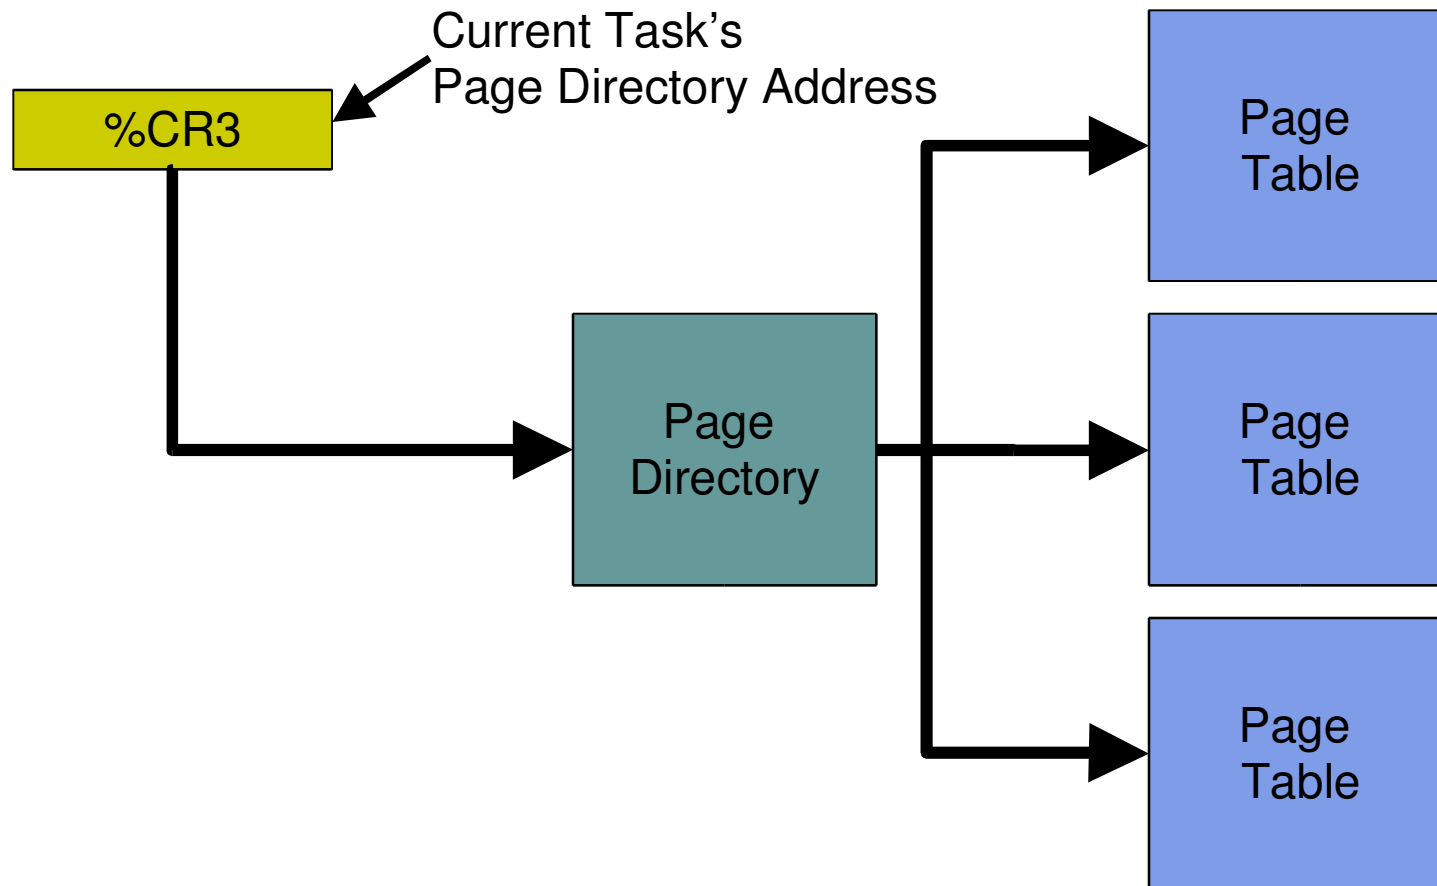 Current Task’s
Page Directory Address
%CR3
Page
Table
Page
Directory
Page
Table
Page
Table